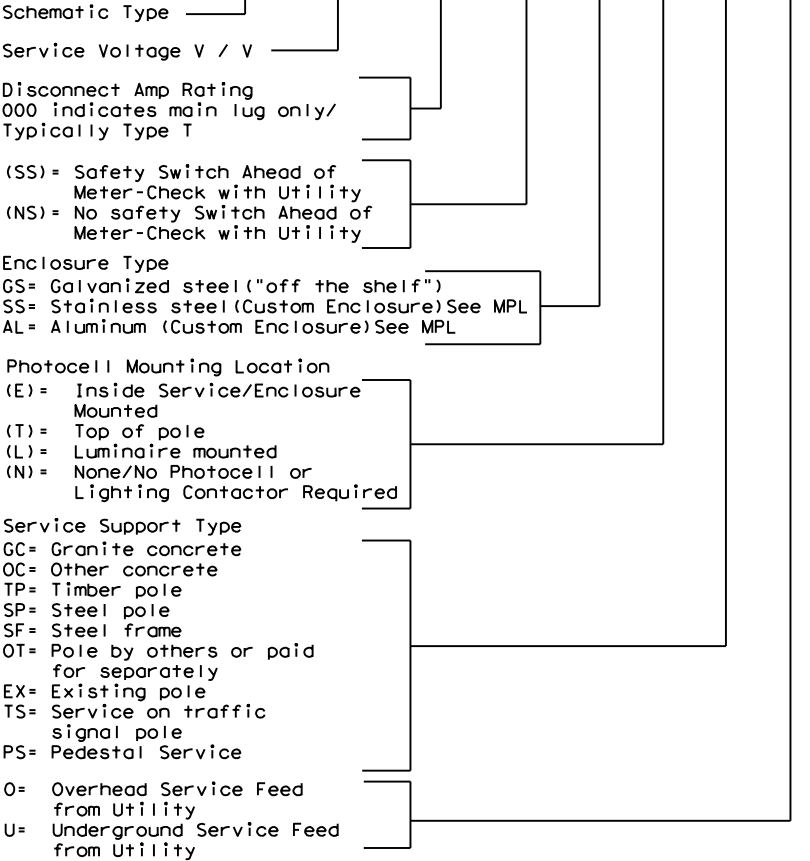 Schematic Type
Service Voltage V / V
Disconnect Amp Rating
000 indicates main lug only/
Typically Type T
(SS)= Safety Switch Ahead of
Meter-Check with Utility
(NS)= No safety Switch Ahead of
Meter-Check with Utility
Enclosure Type
GS= Galvanized steel("off the shelf")
SS= Stainless steel(Custom Enclosure)See MPL
AL= Aluminum (Custom Enclosure)See MPL
Photocell Mounting Location
(E)= Inside Service/Enclosure
Mounted
(T)= Top of pole
(L)= Luminaire mounted
(N)= None/No Photocell or
Lighting Contactor Required
Service Support Type
GC= Granite concrete
OC= Other concrete
TP= Timber pole
SP= Steel pole
SF= Steel frame
OT= Pole by others or paid
for separately
EX= Existing pole
TS= Service on traffic
signal pole
PS= Pedestal Service
O= Overhead Service Feed
from Utility
U= Underground Service Feed
from Utility